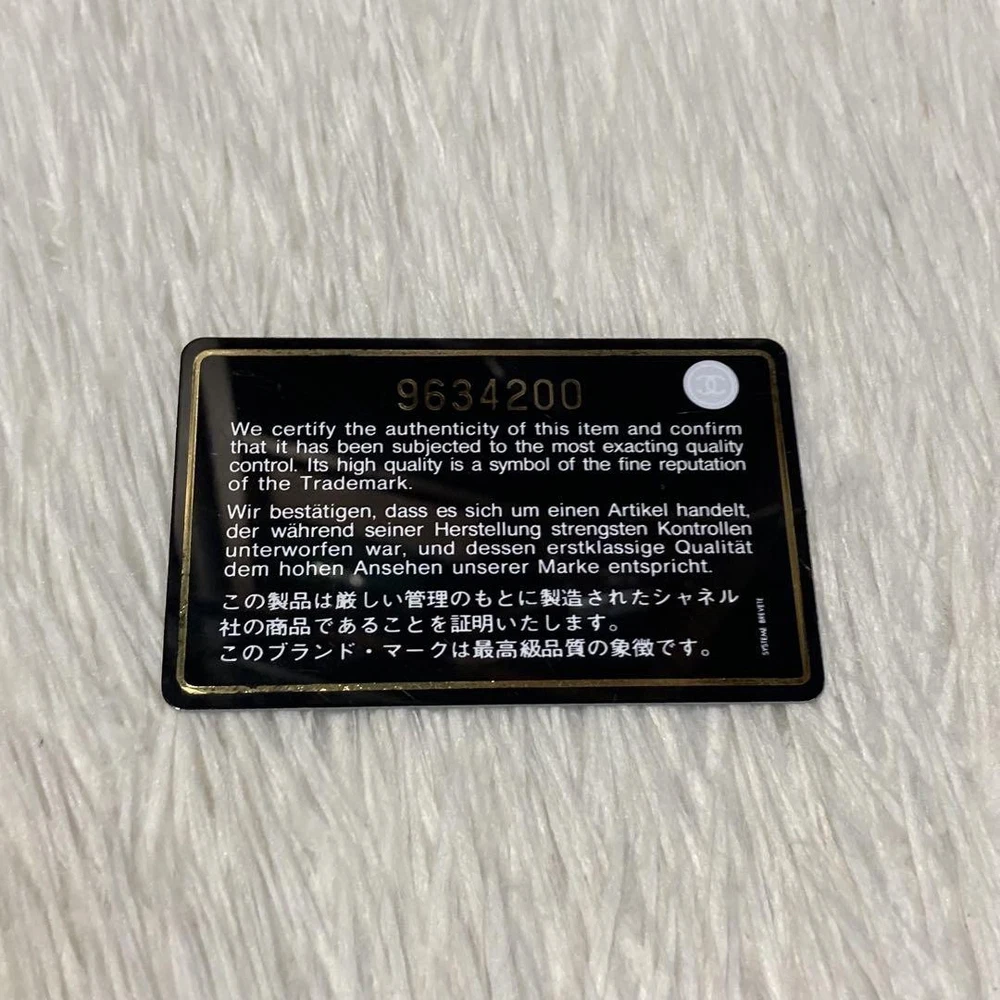 9634200
We certify the authenticity of this item and confirm
that it has been subjected to the most exacting quality
control. Its high quality is a symbol of the fine reputation
of the Trademark.
Wir bestätigen, dass es sich um einen Artikel handelt,
der während seiner Herstellung strengsten Kontrollen
unterworfen war, und dessen erstklassige Qualität
dem hohen Ansehen unserer Marke entspricht.
この製品は厳しい管理のもとに製造されたシャネル
社の商品であることを証明いたします。
このブランド・マークは最高級品質の象徴です。
SYSTEME BREVETE